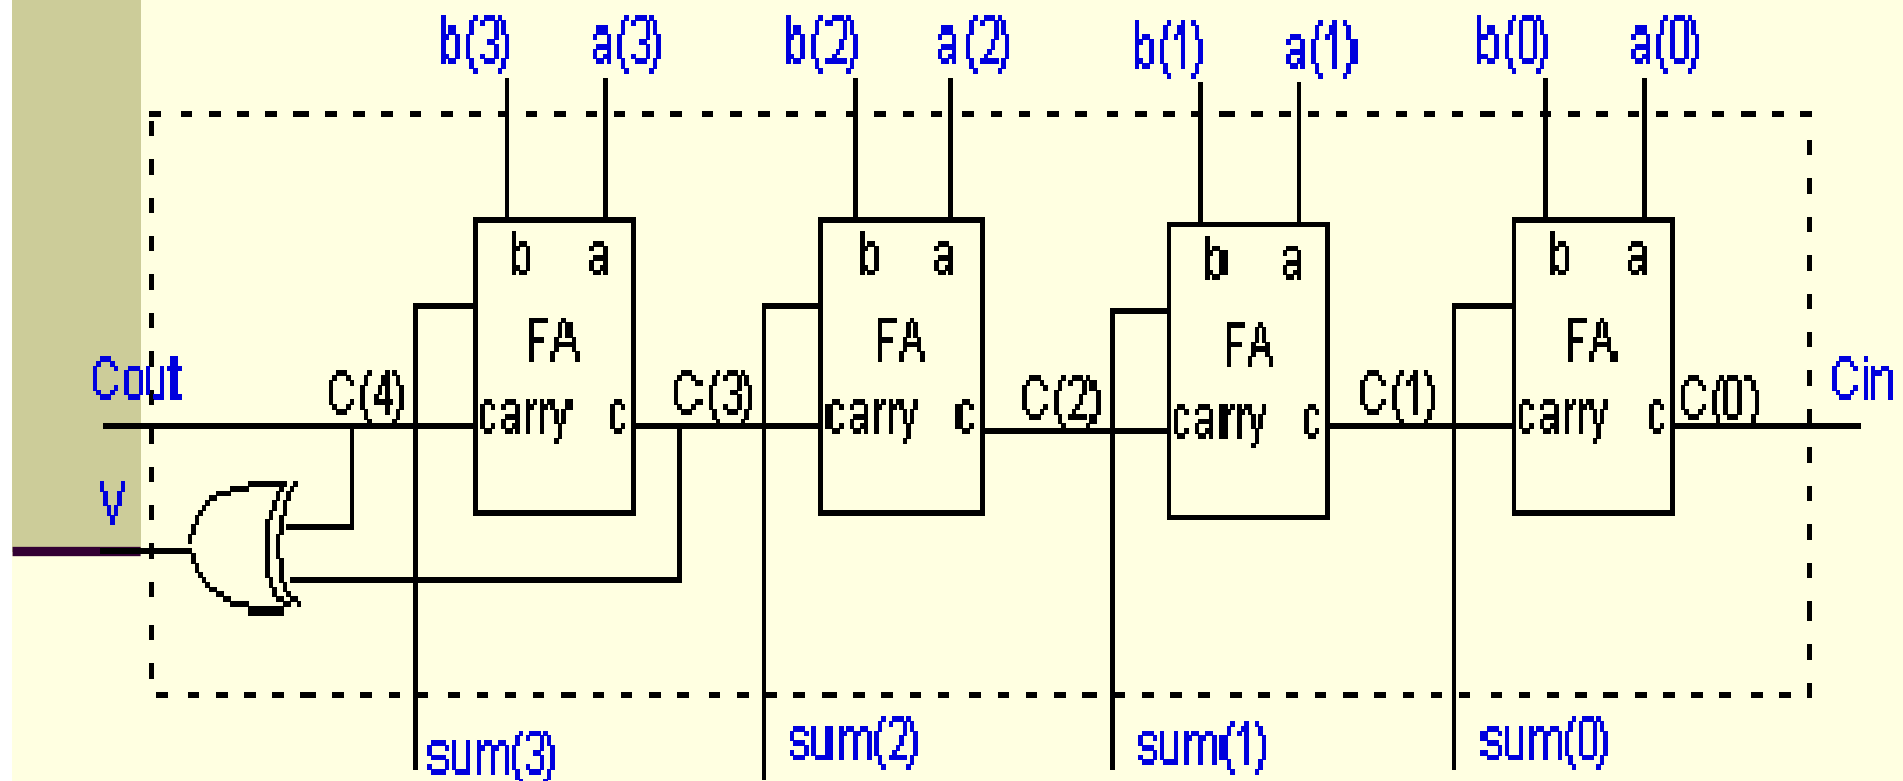 b(3) a(3) b(2) a(2) b(1) a(1) b(0) a(0)
b a b a b a b a
FA FA FA FA
Cout C(4) C(3) C(2) C(1) C(0) Cin
carry c carry c carry c carry c
V
sum(3) sum(2) sum(1) sum(0)